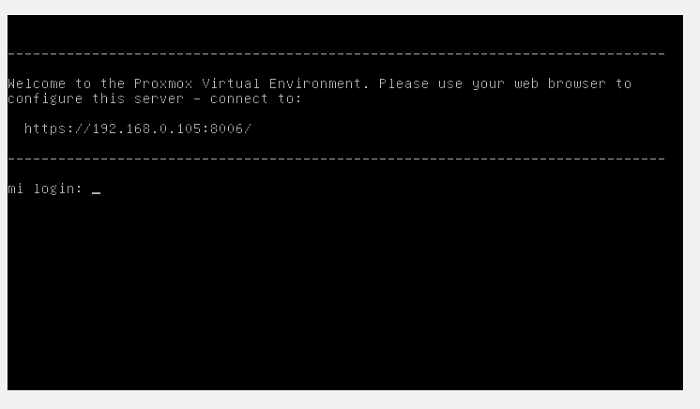 --------------------------------------------------------------------------------
Welcome to the Proxmox Virtual Environment. Please use your web browser to
configure this server - connect to:
https://192.168.0.105:8006/
--------------------------------------------------------------------------------
mi login: _